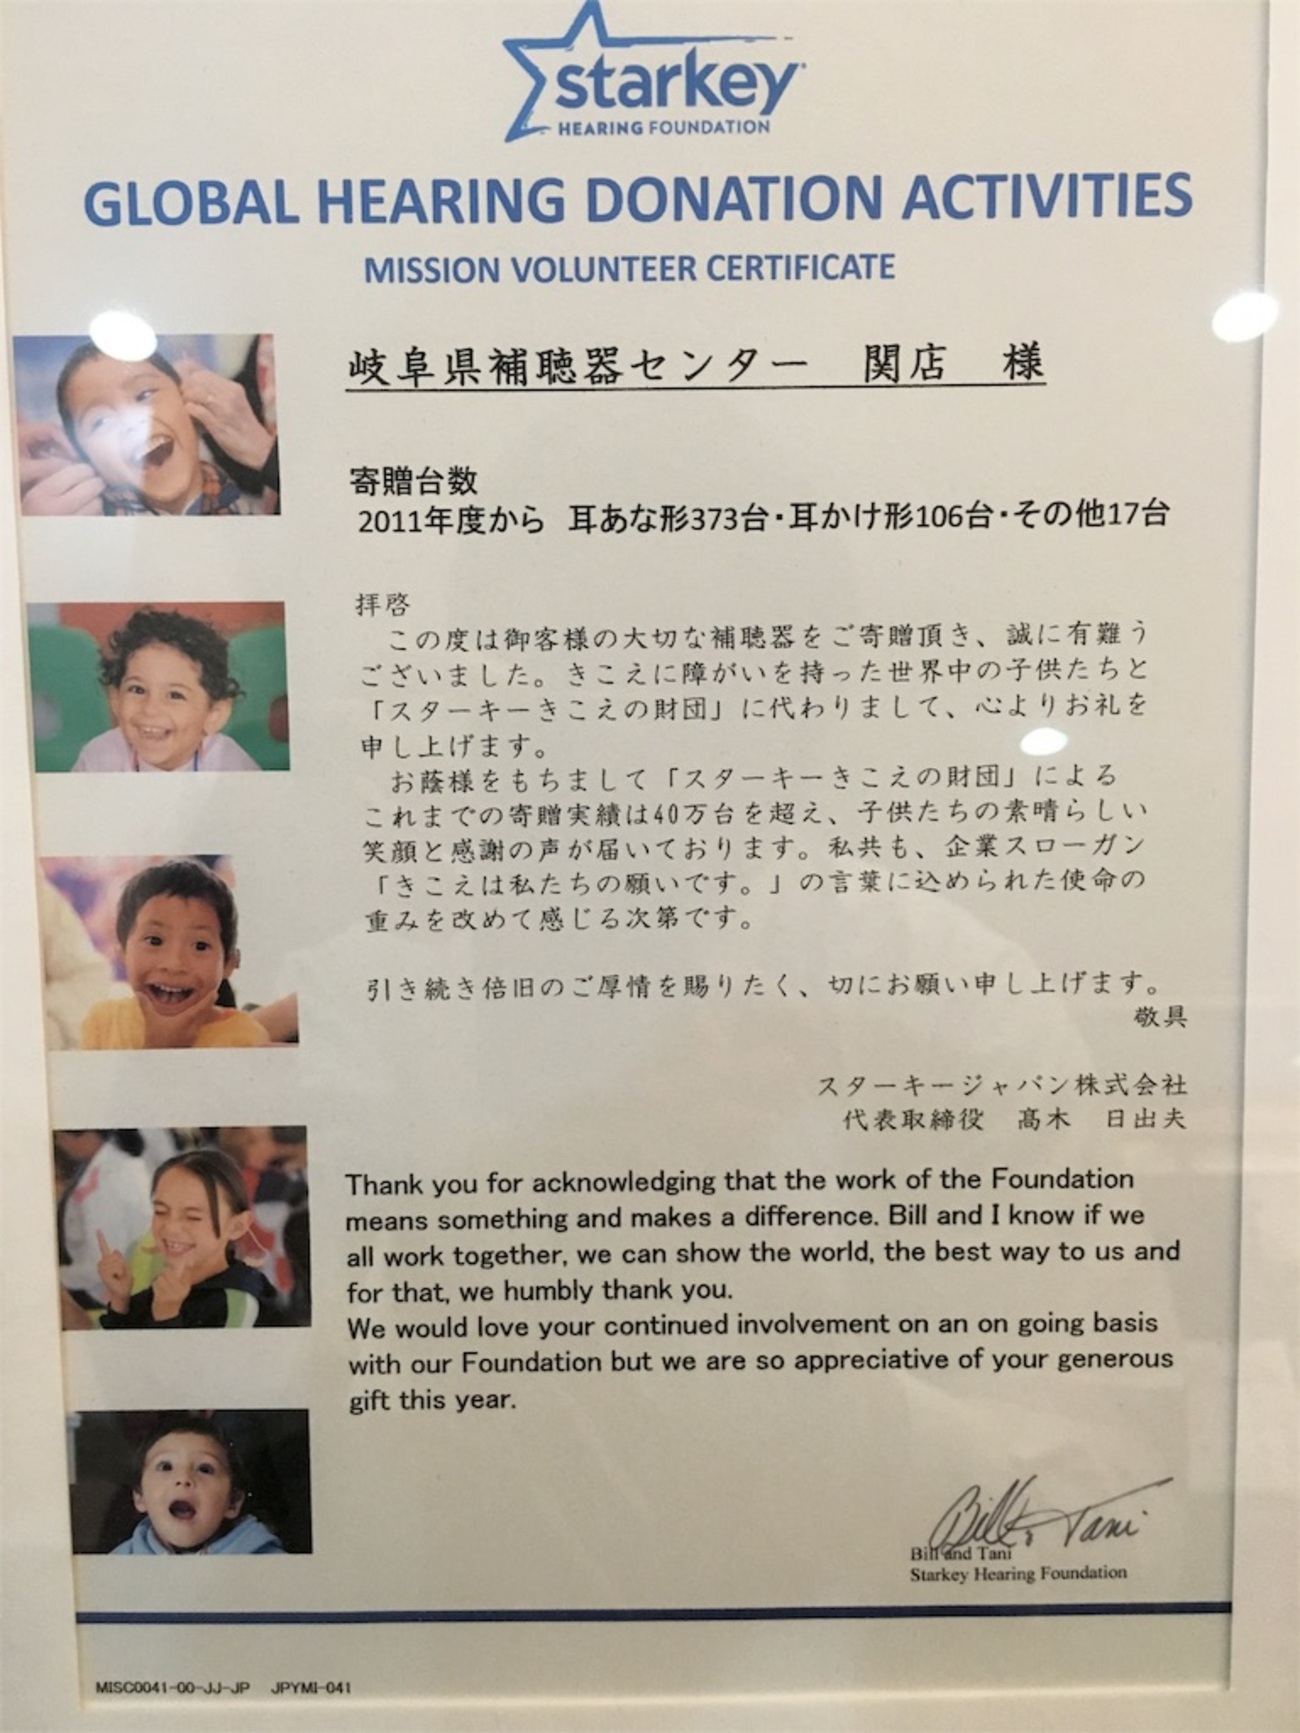 starkey
HEARING FOUNDATION
GLOBAL HEARING DONATION ACTIVITIES
MISSION VOLUNTEER CERTIFICATE
岐阜県補聴器センター　関店　様
寄贈台数
2011年度から　耳あな形373台・耳かけ形106台・その他17台
拝啓
この度は御客様の大切な補聴器をご寄贈頂き、誠に有難う
ございました。きこえに障がいを持った世界中の子供たちと
「スターキーきこえの財団」に代わりまして、心よりお礼を
申し上げます。
お蔭様をもちまして「スターキーきこえの財団」による
これまでの寄贈実績は40万台を超え、子供たちの素晴らしい
笑顔と感謝の声が届いております。私共も、企業スローガン
「きこえは私たちの願いです。」の言葉に込められた使命の
重みを改めて感じる次第です。
引き続き倍旧のご厚情を賜りたく、切にお願い申し上げます。
敬具
スターキージャパン株式会社
代表取締役　髙木　日出夫
Thank you for acknowledging that the work of the Foundation
means something and makes a difference. Bill and I know if we
all work together, we can show the world, the best way to us and
for that, we humbly thank you.
We would love your continued involvement on an on going basis
with our Foundation but we are so appreciative of your generous
gift this year.
Bill & Tani
Bill and Tani
Starkey Hearing Foundation
MISC0041-00-JJ-JP　JPYMI-041